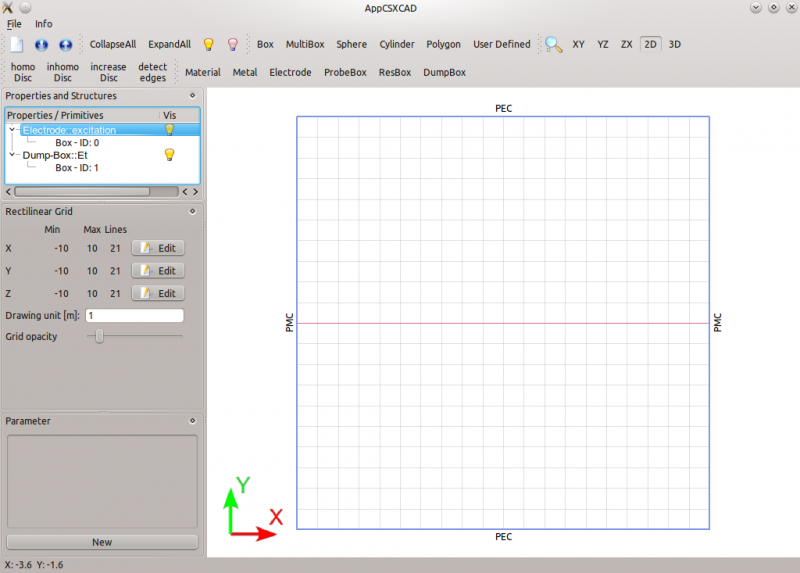 AppCSXCAD
File Info
CollapseAll ExpandAll Box MultiBox Sphere Cylinder Polygon User Defined XY YZ ZX 2D 3D
homo Disc inhomo Disc increase Disc detect edges Material Metal Electrode ProbeBox ResBox DumpBox
Properties and Structures
Properties / Primitives Vis
Electrode::excitation
Box - ID: 0
Dump-Box::Et
Box - ID: 1
Rectilinear Grid
Min Max Lines
X -10 10 21 Edit
Y -10 10 21 Edit
Z -10 10 21 Edit
Drawing unit [m]: 1
Grid opacity
Parameter
New
PEC
PMC
PMC
PEC
Y
X
X: -3.6 Y: -1.6